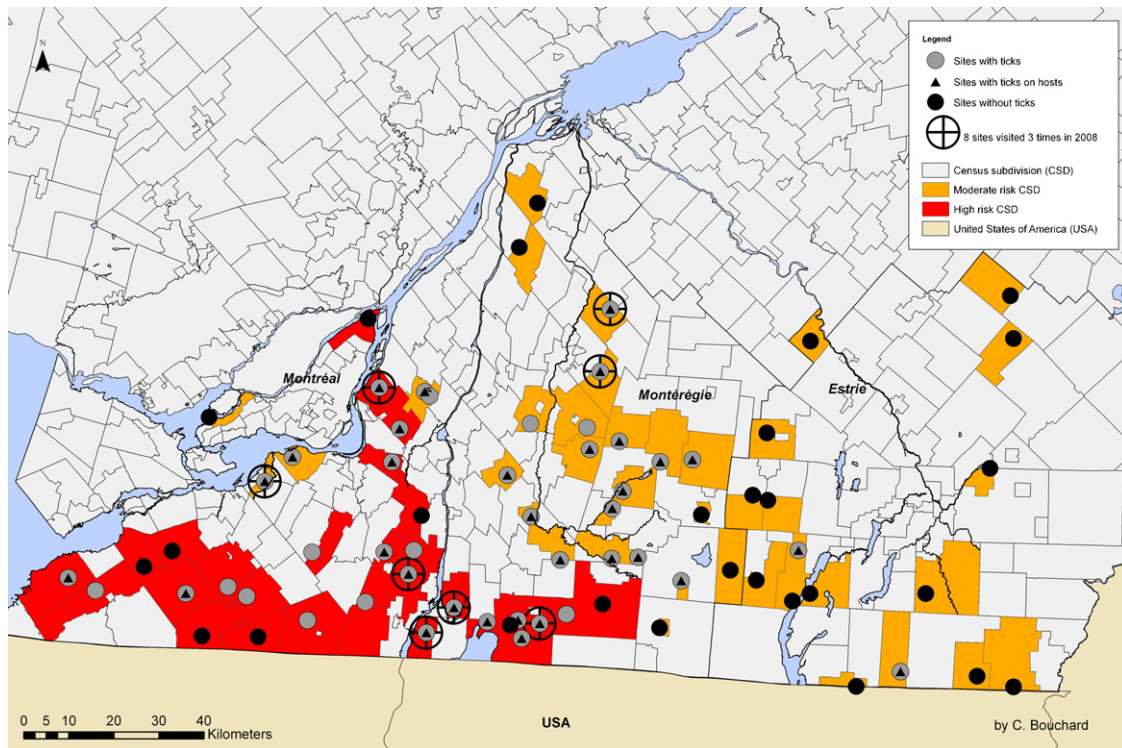 N
Legend
Sites with ticks
Sites with ticks on hosts
Sites without ticks
8 sites visited 3 times in 2008
Census subdivision (CSD)
Moderate risk CSD
High risk CSD
United States of America (USA)
Montréal
Montérégie
Estrie
0 5 10 20 30 40
Kilometers
USA
by C. Bouchard